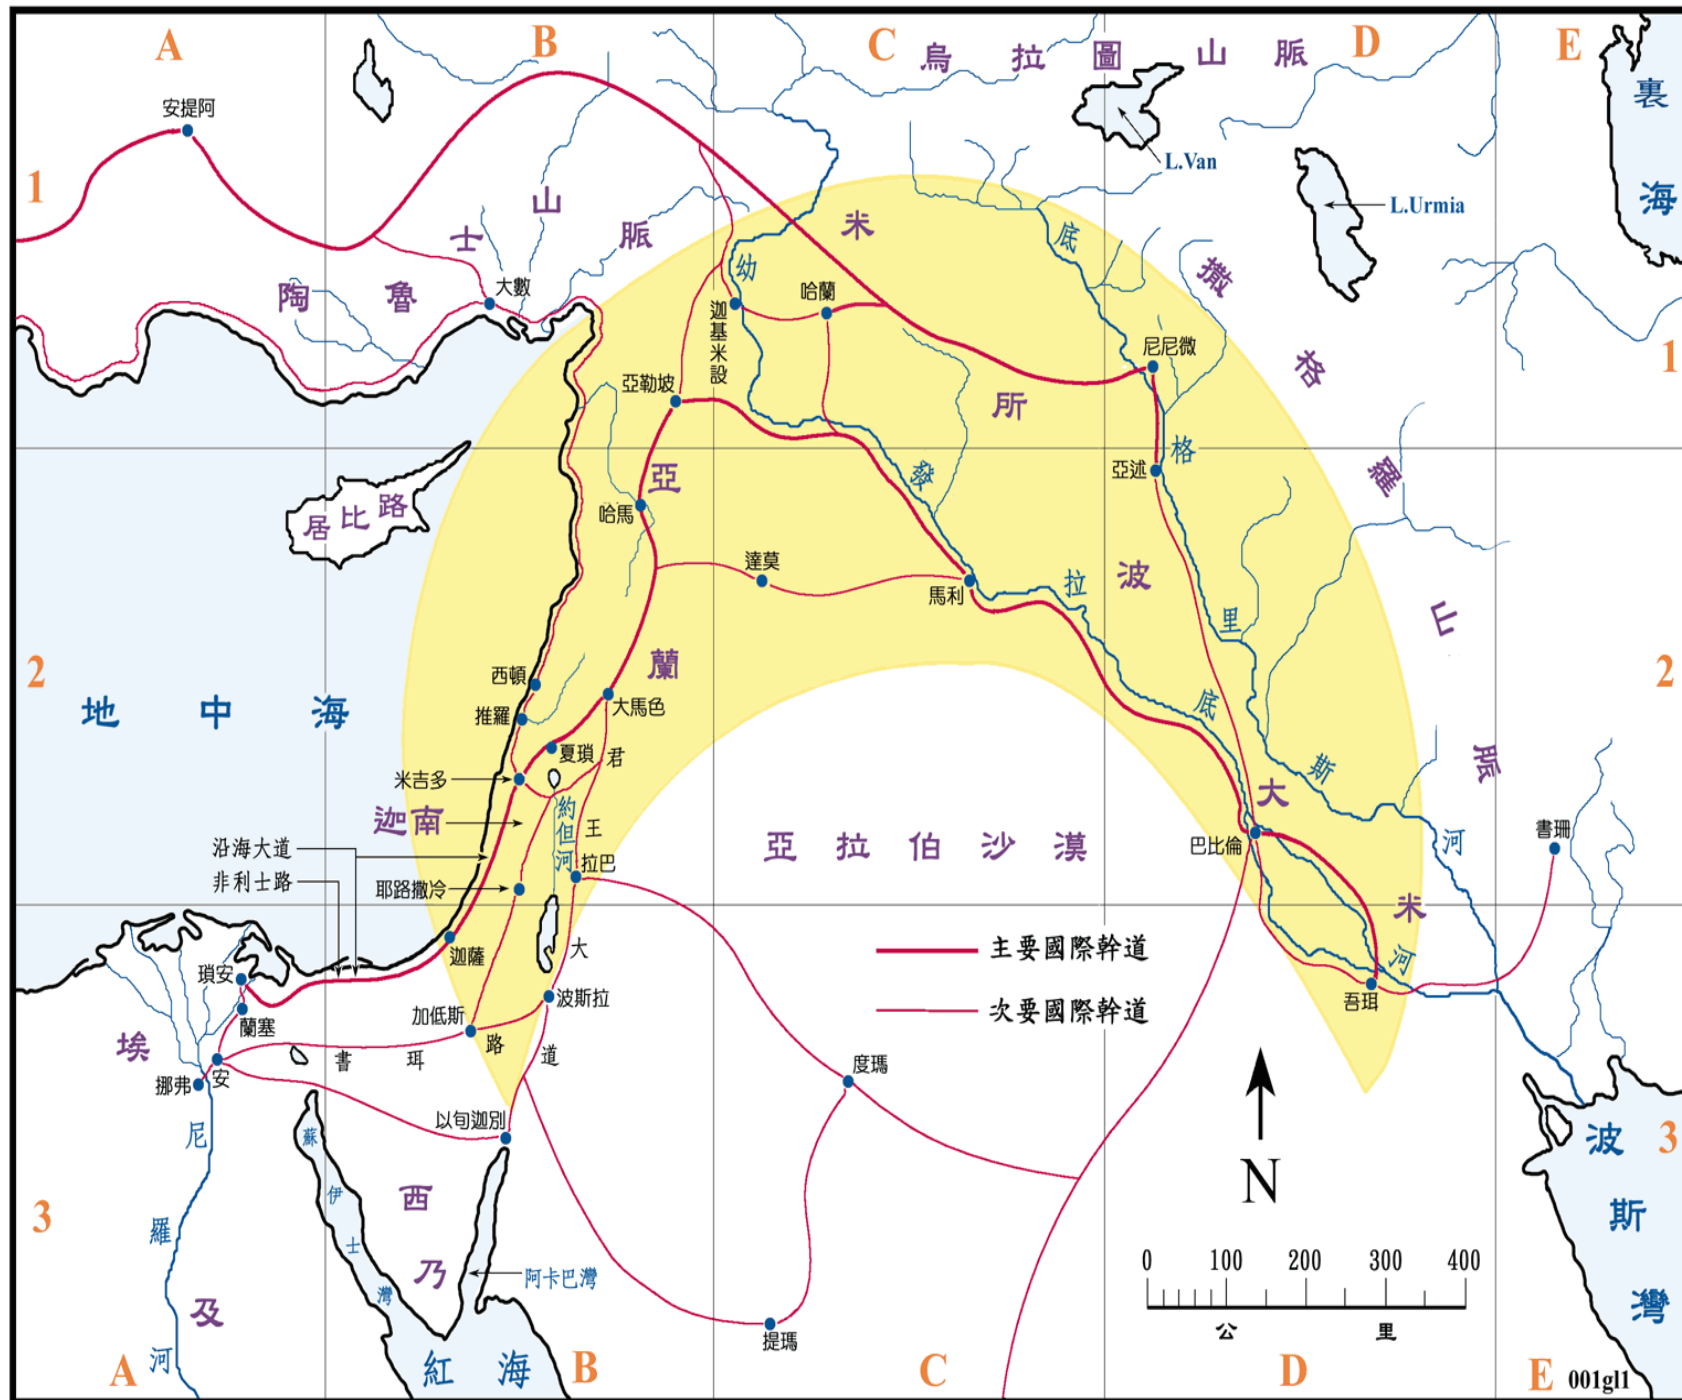 A
B
C
D
E
烏拉圖山脈
裏海
安提阿
1
L.Van
L.Urmia
陶魯士山脈
大數
米所波大米
底格里斯河
撒格羅山脈
幼發拉底河
哈蘭
迦基米設
尼尼微
1
亞勒坡
亞述
亞蘭
居比路
哈馬
達莫
馬利
2
2
地中海
西頓
推羅
大馬色
夏瑣
米吉多
君王大道
迦南
約但河
亞拉伯沙漠
書珊
沿海大道
非利士路
耶路撒冷
拉巴
巴比倫
迦薩
主要國際幹道
瑣安
加低斯
波斯拉
吾珥
次要國際幹道
蘭塞
埃及
書珥路
度瑪
挪弗
安
以旬迦別
尼羅河
蘇伊士灣
西乃
阿卡巴灣
N
波斯灣
3
3
0 100 200 300 400
公里
提瑪
紅海
A
B
C
D
E
001gl1